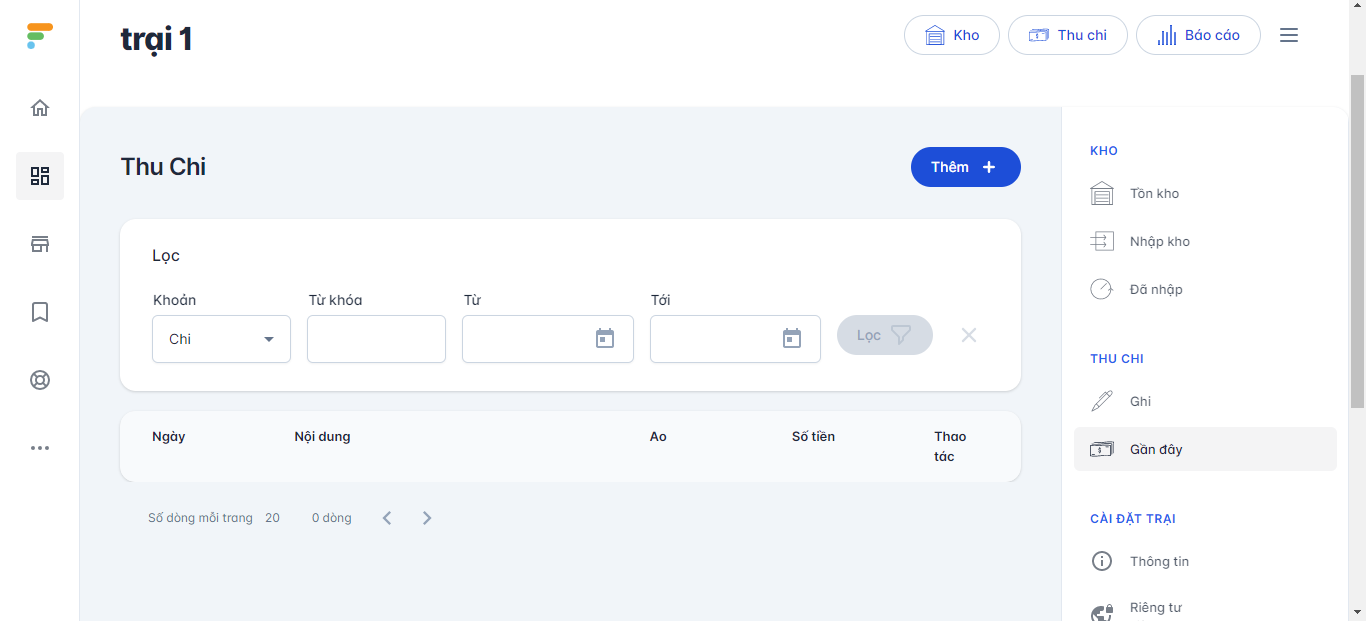 trại 1
Kho
Thu chi
Báo cáo
Thu Chi
Thêm
Lọc
Khoản
Từ khóa
Từ
Tới
Chi
Lọc
Ngày
Nội dung
Ao
Số tiền
Thao
tác
Số dòng mỗi trang 20
0 dòng
KHO
Tồn kho
Nhập kho
Đã nhập
THU CHI
Ghi
Gần đây
CÀI ĐẶT TRẠI
Thông tin
Riêng tư